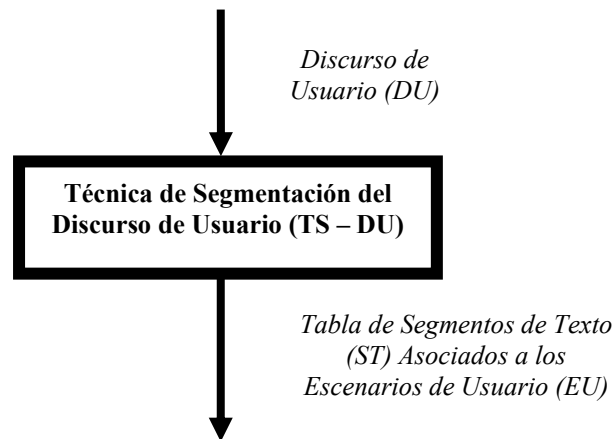 Discurso de
Usuario (DU)
Técnica de Segmentación del
Discurso de Usuario (TS – DU)
Tabla de Segmentos de Texto
(ST) Asociados a los
Escenarios de Usuario (EU)